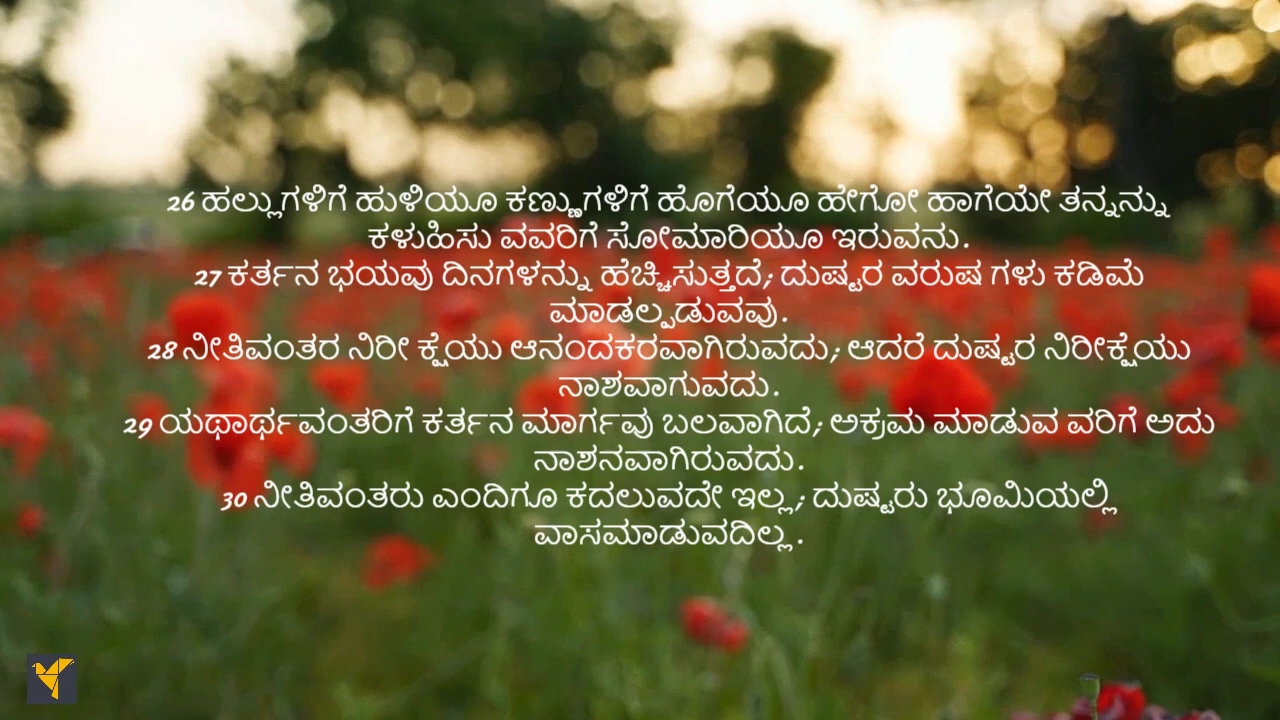 26 ಹಲ್ಲುಗಳಿಗೆ ಹುಳಿಯೂ ಕಣ್ಣುಗಳಿಗೆ ಹೊಗೆಯೂ ಹೇಗೋ ಹಾಗೆಯೇ ತನ್ನನ್ನು
ಕಳುಹಿಸು ವವರಿಗೆ ಸೋಮಾರಿಯೂ ಇರುವನು.
27 ಕರ್ತನ ಭಯವು ದಿನಗಳನ್ನು ಹೆಚ್ಚಿಸುತ್ತದೆ; ದುಷ್ಟರ ವರುಷ ಗಳು ಕಡಿಮೆ
ಮಾಡಲ್ಪಡುವವು.
28 ನೀತಿವಂತರ ನಿರೀ ಕ್ಷೆಯು ಆನಂದಕರವಾಗಿರುವದು; ಆದರೆ ದುಷ್ಟರ ನಿರೀಕ್ಷೆಯು
ನಾಶವಾಗುವದು.
29 ಯಥಾರ್ಥವಂತರಿಗೆ ಕರ್ತನ ಮಾರ್ಗವು ಬಲವಾಗಿದೆ; ಅಕ್ರಮ ಮಾಡುವ ವರಿಗೆ ಅದು
ನಾಶನವಾಗಿರುವದು.
30 ನೀತಿವಂತರು ಎಂದಿಗೂ ಕದಲುವದೇ ಇಲ್ಲ; ದುಷ್ಟರು ಭೂಮಿಯಲ್ಲಿ
ವಾಸಮಾಡುವದಿಲ್ಲ.